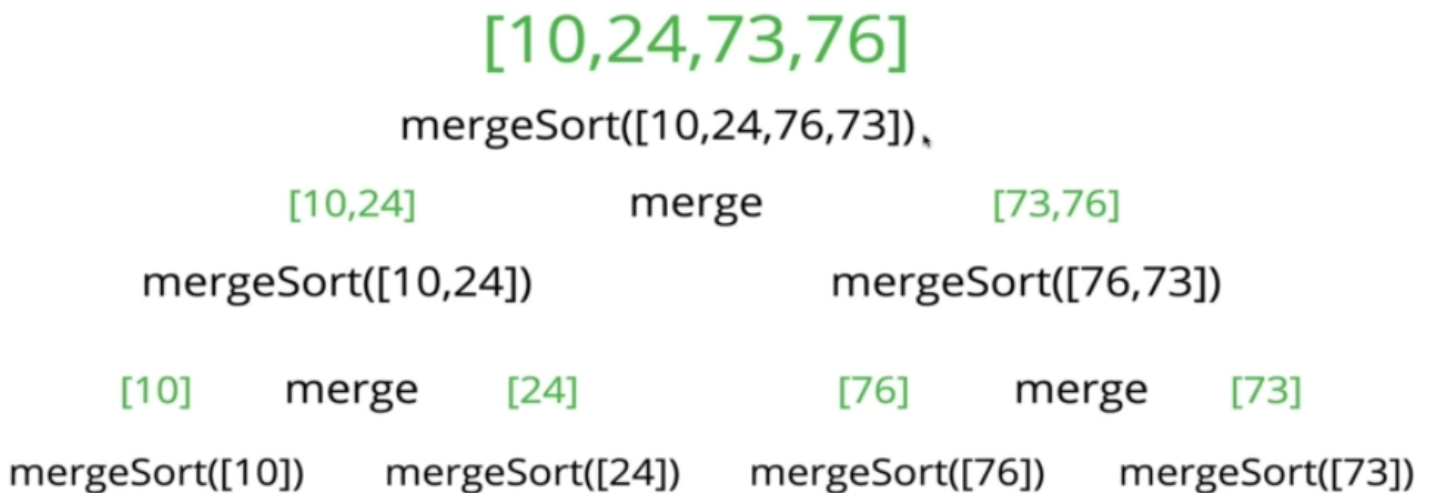 [10,24,73,76]
mergeSort([10,24,76,73])
[10,24] merge [73,76]
mergeSort([10,24]) mergeSort([76,73])
[10] merge [24] [76] merge [73]
mergeSort([10]) mergeSort([24]) mergeSort([76]) mergeSort([73])